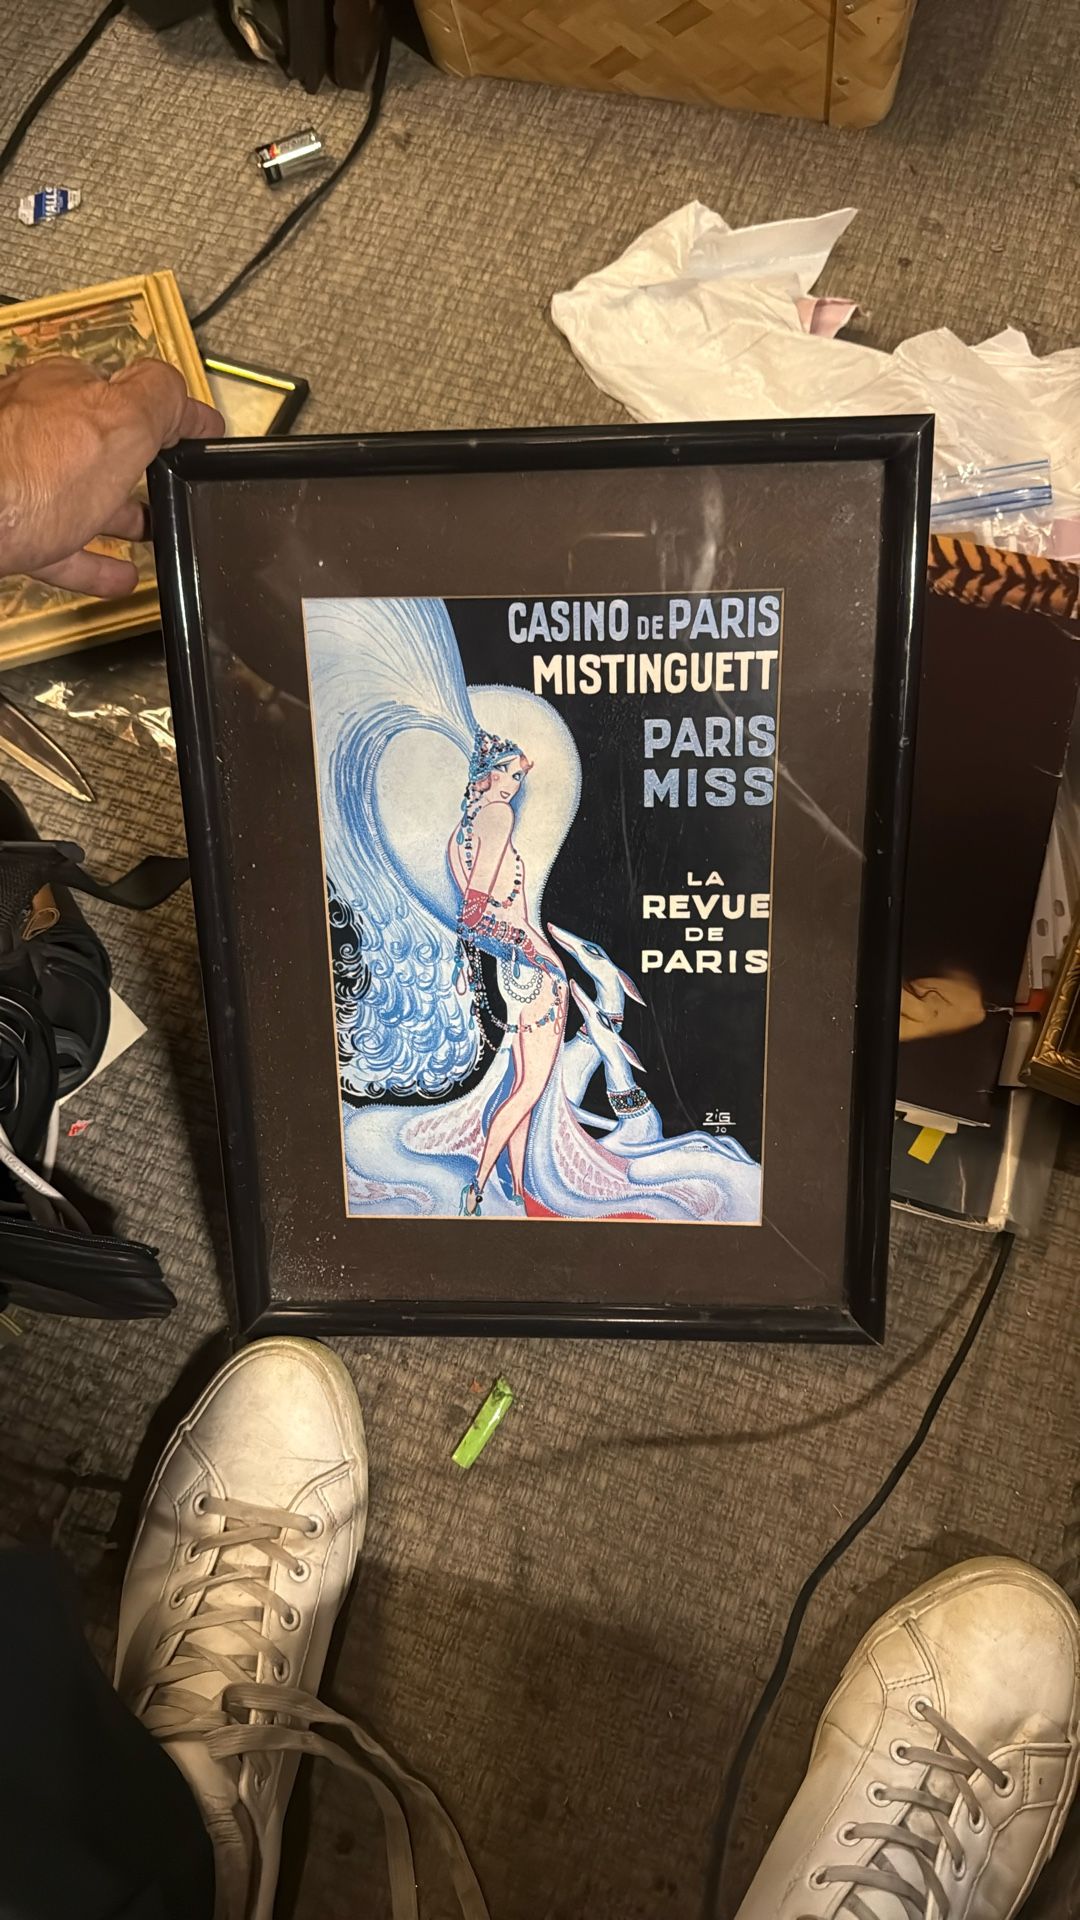 CASINO DE PARIS
MISTINGUETT
PARIS
MISS
LA
REVUE
DE
PARIS
ZIG
30